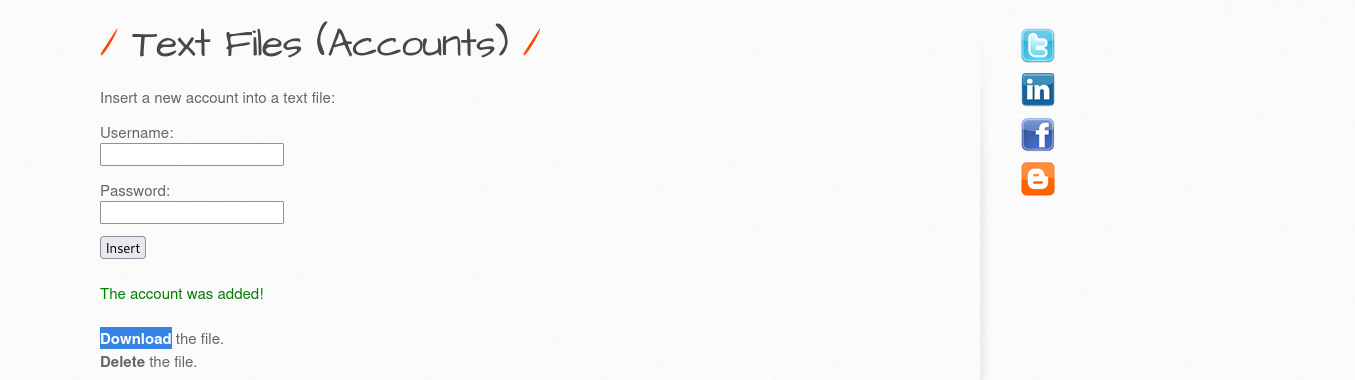 / Text Files (Accounts) /
Insert a new account into a text file:
Username:
Password:
Insert
The account was added!
Download the file.
Delete the file.
in
f